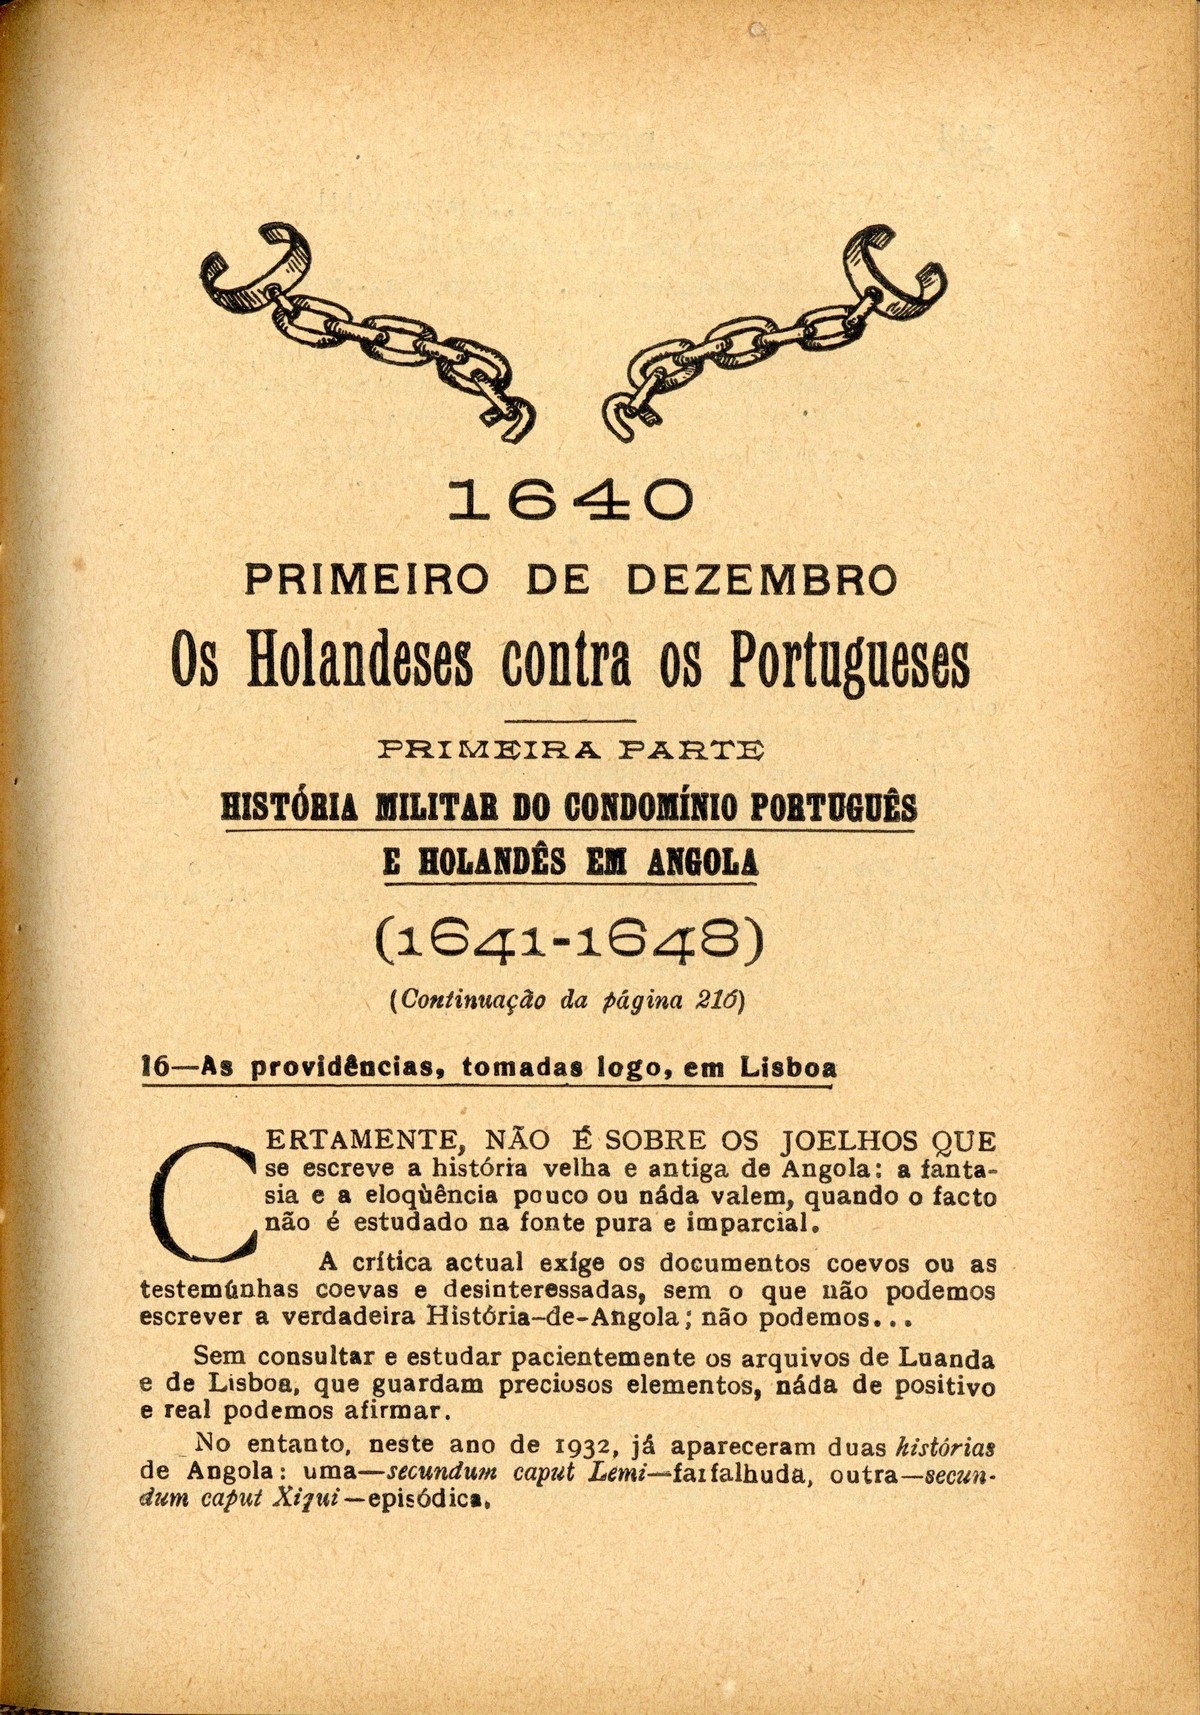 1640
PRIMEIRO DE DEZEMBRO
Os Holandeses contra os Portugueses
PRIMEIRA PARTE
HISTÓRIA MILITAR DO CONDOMÍNIO PORTUGUÊS
E HOLANDÊS EM ANGOLA
(1641-1648)
(Continuação da página 216)
16—As providências, tomadas logo, em Lisboa
CERTAMENTE, NÃO É SOBRE OS JOELHOS QUE
se escreve a história velha e antiga de Angola: a fanta-
sia e a eloqùência pouco ou náda valem, quando o facto
não é estudado na fonte pura e imparcial.
A crítica actual exíge os documentos coevos ou as
testemúnhas coevas e desinteressadas, sem o que não podemos
escrever a verdadeira História-de-Angola; não podemos...
Sem consultar e estudar pacientemente os arquivos de Luanda
e de Lisboa, que guardam preciosos elementos, náda de positivo
e real podemos afirmar.
No entanto, neste ano de 1932, já apareceram duas histórias
de Angola: uma—secundum caput Lemi—farfalhuda, outra—secun-
dum caput Xiqui—episódica.